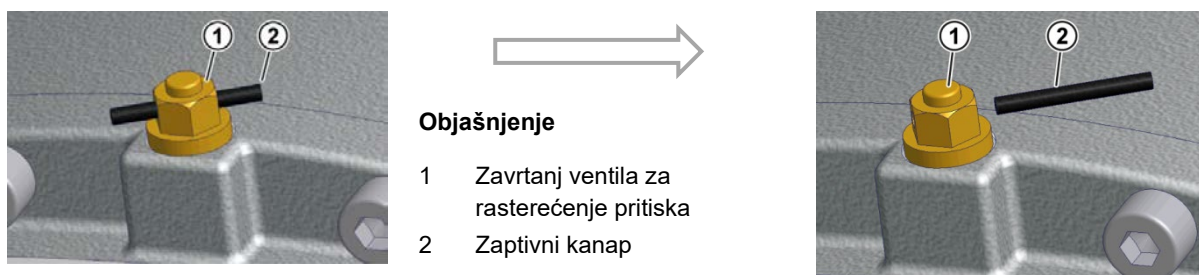 1 2
Objašnjenje
1 Zavrtanj ventila za
rasterećenje pritiska
2 Zaptivni kanap
1 2